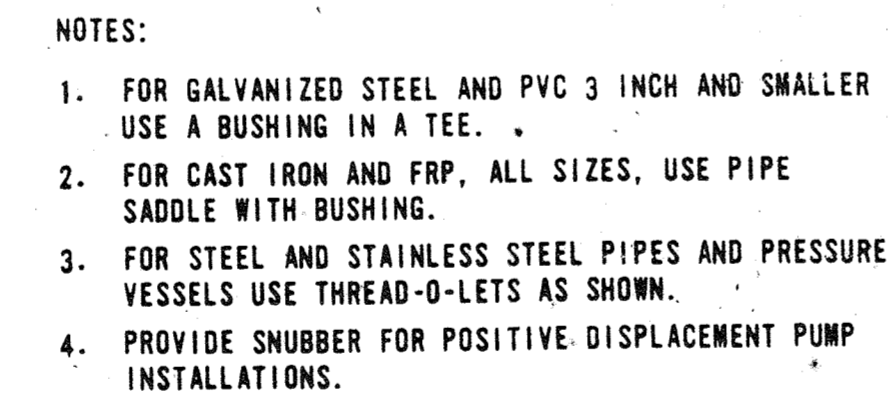 NOTES:
1. FOR GALVANIZED STEEL AND PVC 3 INCH AND SMALLER
USE A BUSHING IN A TEE.
2. FOR CAST IRON AND FRP, ALL SIZES, USE PIPE
SADDLE WITH BUSHING.
3. FOR STEEL AND STAINLESS STEEL PIPES AND PRESSURE
VESSELS USE THREAD-O-LETS AS SHOWN.
4. PROVIDE SNUBBER FOR POSITIVE DISPLACEMENT PUMP
INSTALLATIONS.